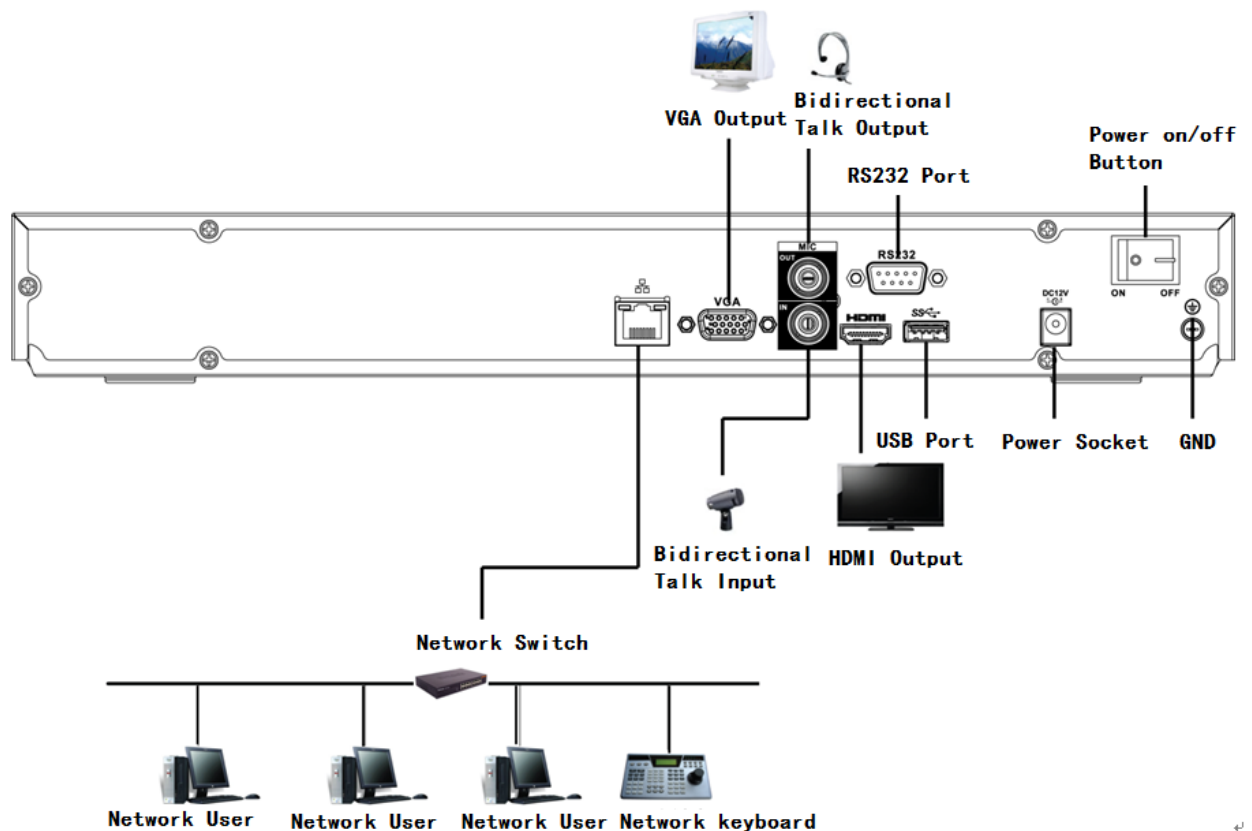 VGA Output
Bidirectional
Talk Output
Power on/off
Button
RS232 Port
MIC
OUT
RS232
ON OFF
DC12V
VGA
IN
HDMI
SS
USB Port
Power Socket
GND
Bidirectional
Talk Input
HDMI Output
Network Switch
Network User
Network User
Network User
Network keyboard